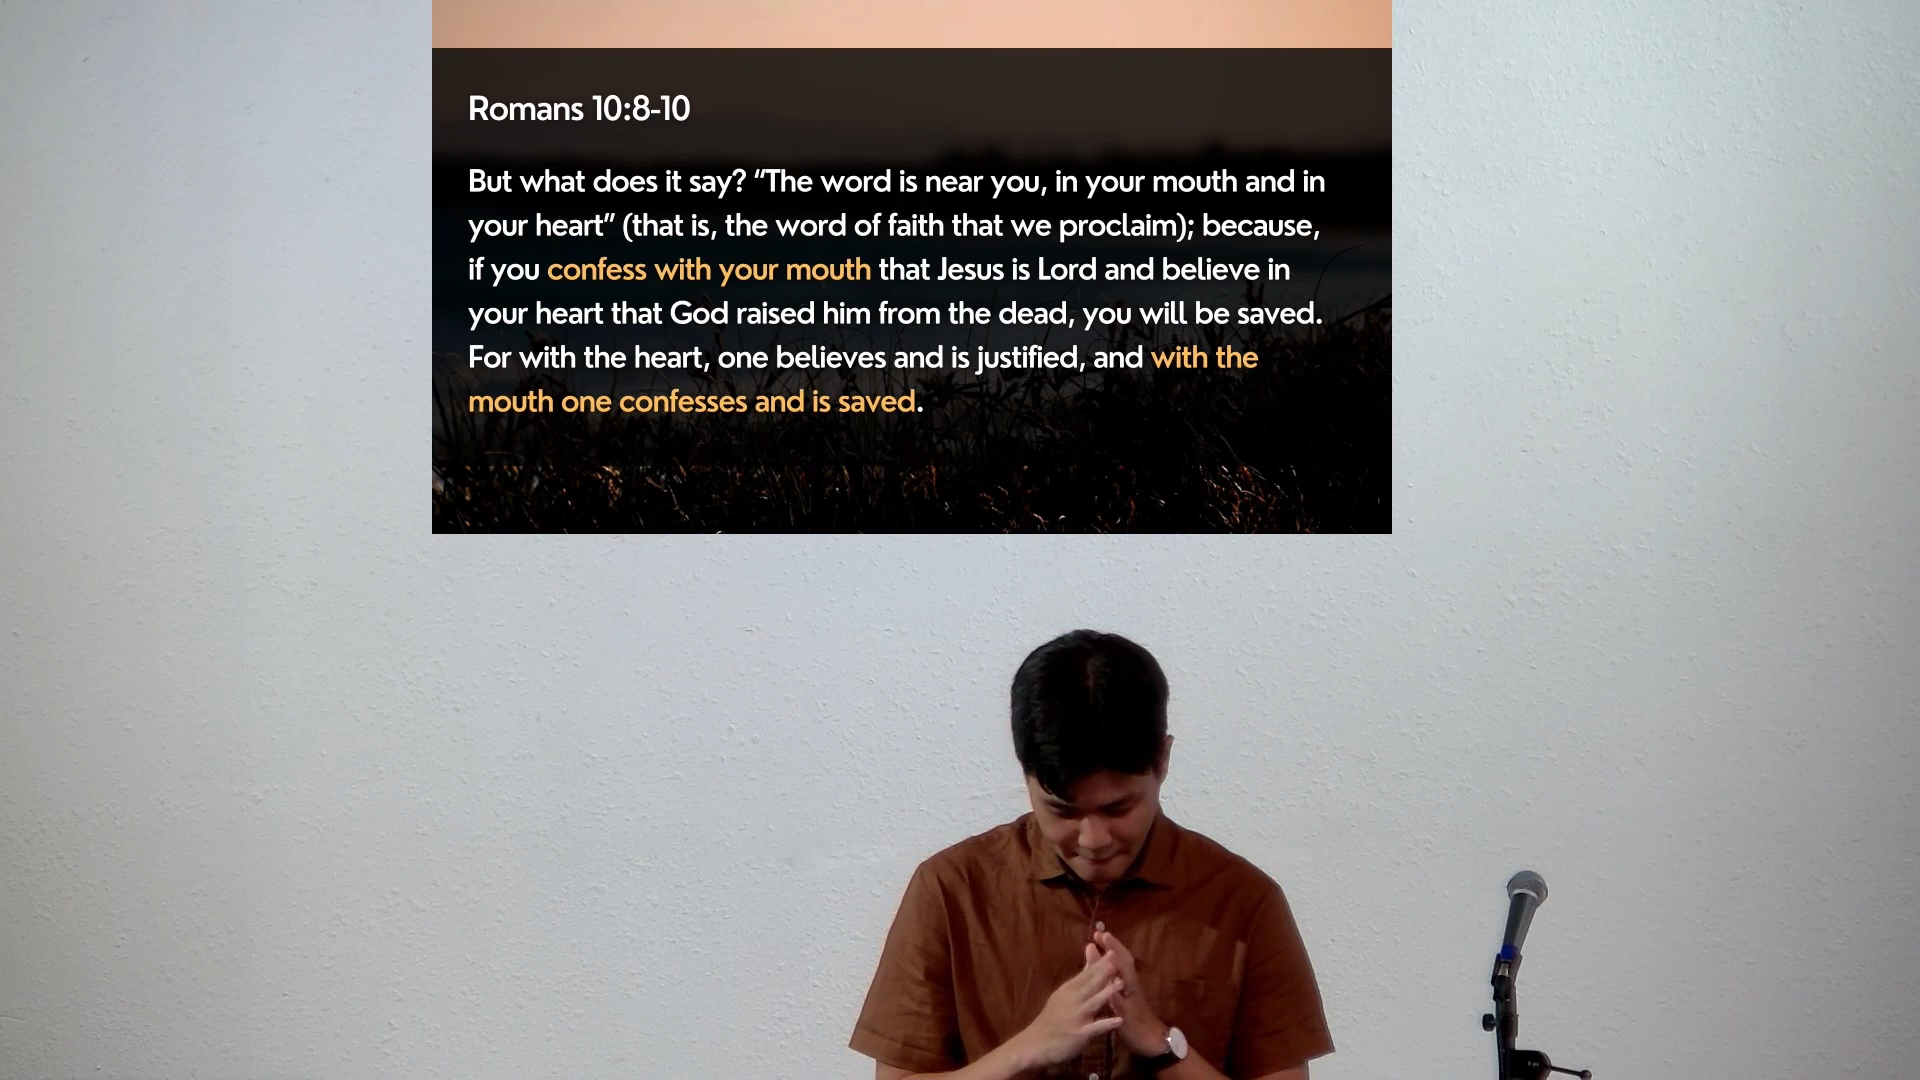 Romans 10:8-10
But what does it say? “The word is near you, in your mouth and in
your heart” (that is, the word of faith that we proclaim); because,
if you confess with your mouth that Jesus is Lord and believe in
your heart that God raised him from the dead, you will be saved.
For with the heart, one believes and is justified, and with the
mouth one confesses and is saved.